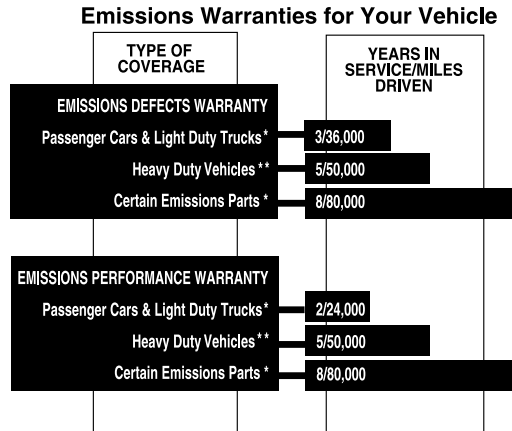 Emissions Warranties for Your Vehicle
TYPE OF
COVERAGE
YEARS IN
SERVICE/MILES
DRIVEN
EMISSIONS DEFECTS WARRANTY
Passenger Cars & Light Duty Trucks* 3/36,000
Heavy Duty Vehicles** 5/50,000
Certain Emissions Parts * 8/80,000
EMISSIONS PERFORMANCE WARRANTY
Passenger Cars & Light Duty Trucks* 2/24,000
Heavy Duty Vehicles** 5/50,000
Certain Emissions Parts * 8/80,000